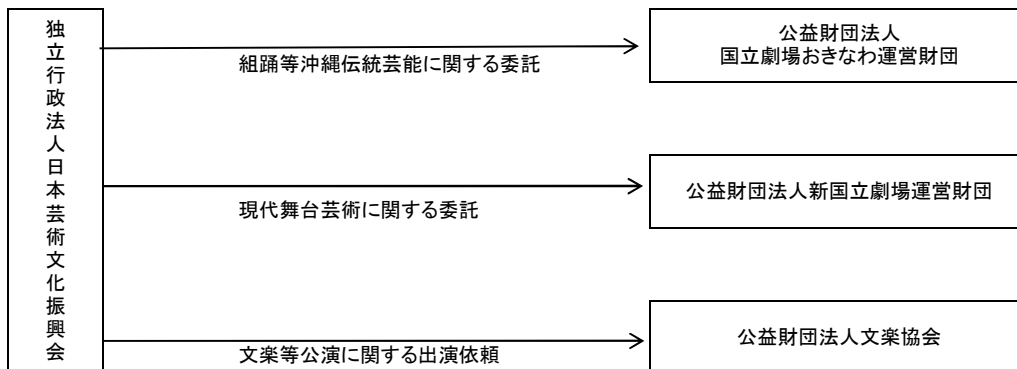 独立行政法人日本芸術文化振興会
組踊等沖縄伝統芸能に関する委託
公益財団法人
国立劇場おきなわ運営財団
現代舞台芸術に関する委託
公益財団法人新国立劇場運営財団
文楽等公演に関する出演依頼
公益財団法人文楽協会